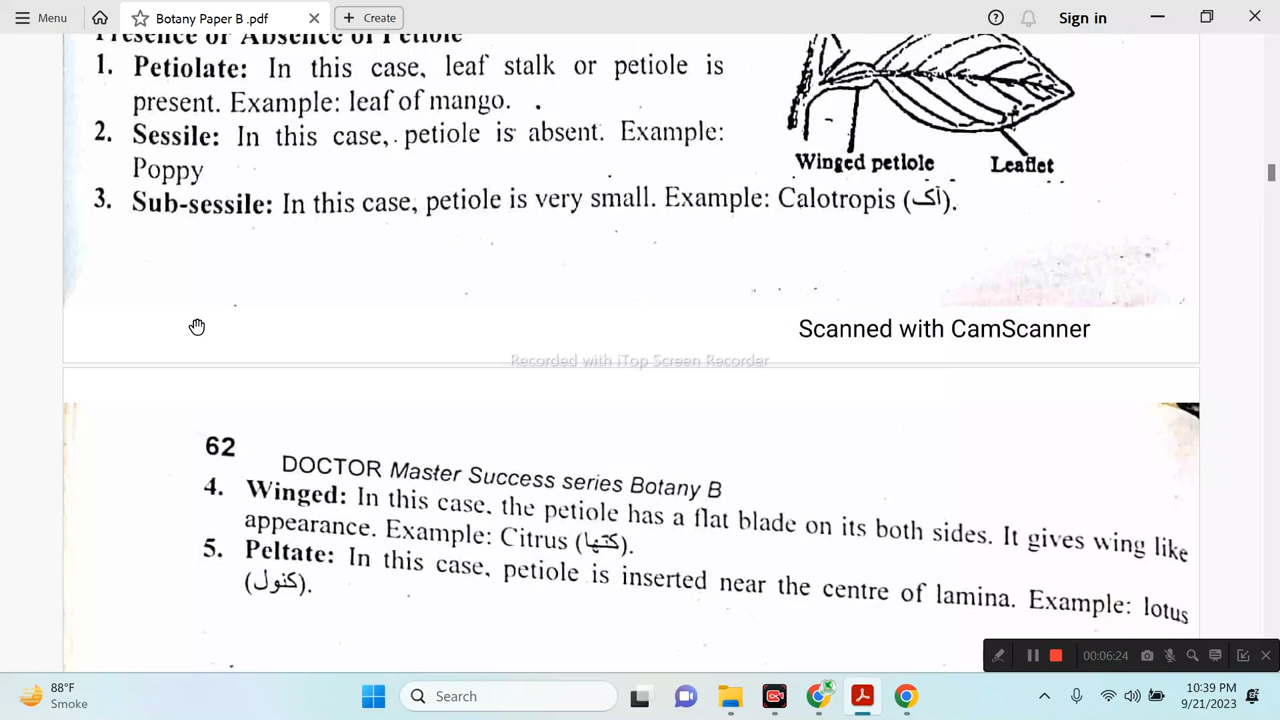 Menu
Botany Paper B .pdf
Create
Sign in
Presence or Absence of Petiole
1. Petiolate: In this case, leaf stalk or petiole is
present. Example: leaf of mango.
2. Sessile: In this case, petiole is absent. Example:
Poppy
3. Sub-sessile: In this case, petiole is very small. Example: Calotropis (آک).
Winged petiole
Leaflet
Scanned with CamScanner
Recorded with iTop Screen Recorder
62
DOCTOR Master Success series Botany B
4. Winged: In this case, the petiole has a flat blade on its both sides. It gives wing like
appearance. Example: Citrus (کتھا).
5. Peltate: In this case, petiole is inserted near the centre of lamina. Example: lotus
(کنول).
00:06:24
88°F
Smoke
Search
10:39 PM
9/21/2023